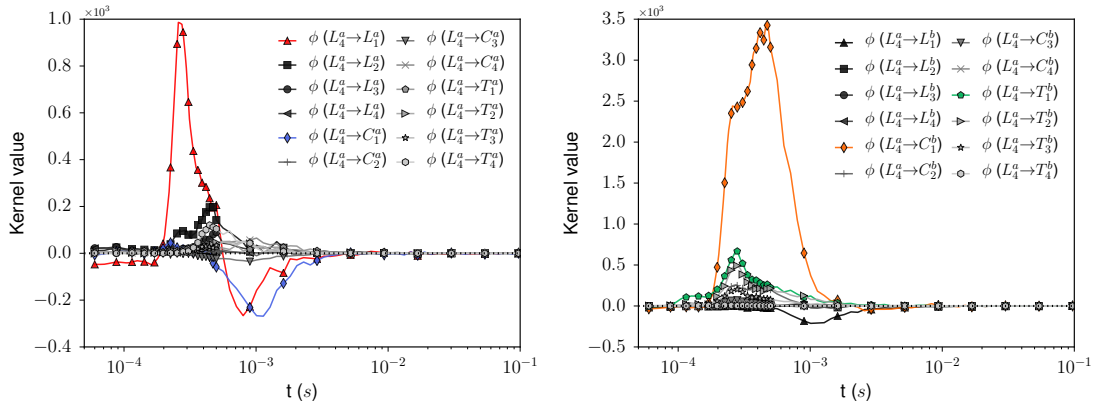 ×10³
1.0
0.8
0.6
0.4
0.2
0.0
−0.2
−0.4
Kernel value
ϕ (L₄ᵃ→L₁ᵃ)
ϕ (L₄ᵃ→L₂ᵃ)
ϕ (L₄ᵃ→L₃ᵃ)
ϕ (L₄ᵃ→L₄ᵃ)
ϕ (L₄ᵃ→C₁ᵃ)
ϕ (L₄ᵃ→C₂ᵃ)
ϕ (L₄ᵃ→C₃ᵃ)
ϕ (L₄ᵃ→C₄ᵃ)
ϕ (L₄ᵃ→T₁ᵃ)
ϕ (L₄ᵃ→T₂ᵃ)
ϕ (L₄ᵃ→T₃ᵃ)
ϕ (L₄ᵃ→T₄ᵃ)
10⁻⁴
10⁻³
10⁻²
10⁻¹
t (s)
×10³
3.5
3.0
2.5
2.0
1.5
1.0
0.5
0.0
−0.5
Kernel value
ϕ (L₄ᵃ→L₁ᵇ)
ϕ (L₄ᵃ→L₂ᵇ)
ϕ (L₄ᵃ→L₃ᵇ)
ϕ (L₄ᵃ→L₄ᵇ)
ϕ (L₄ᵃ→C₁ᵇ)
ϕ (L₄ᵃ→C₂ᵇ)
ϕ (L₄ᵃ→C₃ᵇ)
ϕ (L₄ᵃ→C₄ᵇ)
ϕ (L₄ᵃ→T₁ᵇ)
ϕ (L₄ᵃ→T₂ᵇ)
ϕ (L₄ᵃ→T₃ᵇ)
ϕ (L₄ᵃ→T₄ᵇ)
10⁻⁴
10⁻³
10⁻²
10⁻¹
t (s)